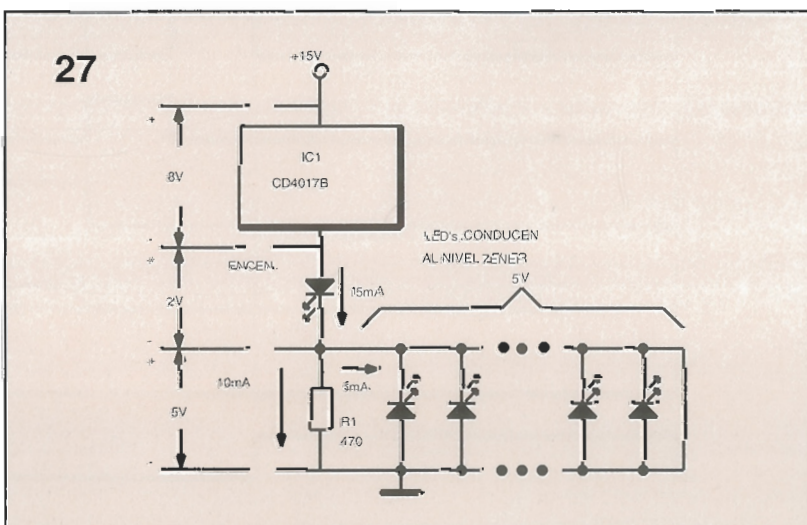 27
+15V
+
8V
-
+
2V
-
+
5V
-
IC1
CD4017B
ENCEN.
15mA
LED's CONDUCEN
AL NIVEL ZENER
5V
10mA
5mA
R1
470